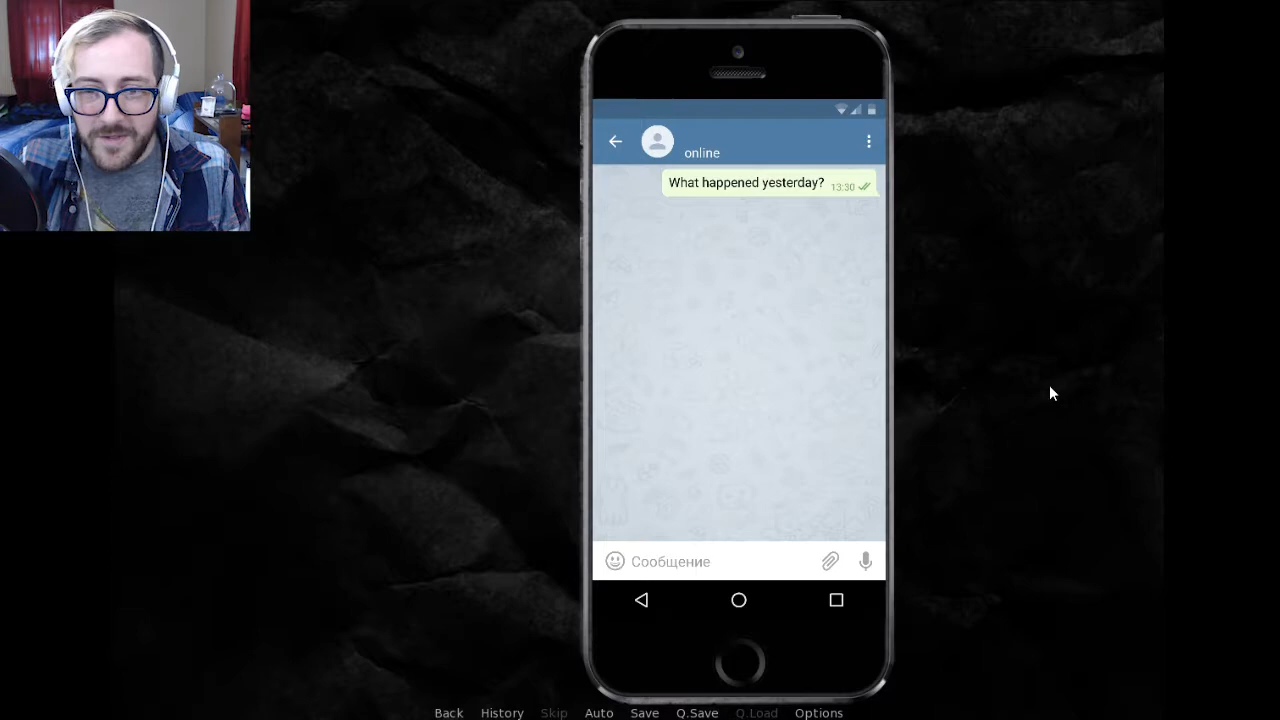 online
What happened yesterday? 13:30
Сообщение
Back History Skip Auto Save Q.Save Q.Load Options